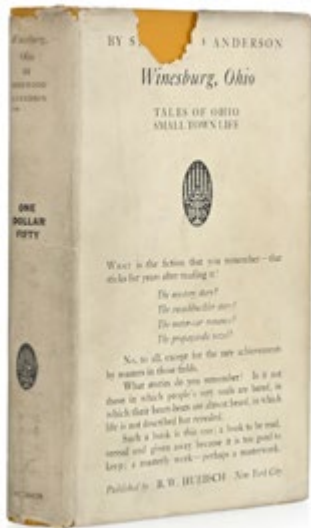 Winesburg,
Ohio
BY
ANDERSON
ONE
DOLLAR
FIFTY
BY S ANDERSON
Winesburg, Ohio
TALES OF OHIO
SMALL TOWN LIFE
WHAT is the fiction that you remember—that
sticks for years after reading it?
The mystery story?
The swashbuckler story?
The motor-car romance?
The propaganda novel?
No, to all, except for the rare achievements
by masters in those fields.
What stories do you remember? Is it not
those in which people's very souls are bared, in
which their heart-beats are almost heard, in which
life is not described but revealed.
Such a book is this one; a book to be read,
reread and given away because it is too good to
keep; a masterly work—perhaps a masterwork.
Published by B. W. HUEBSCH New York City